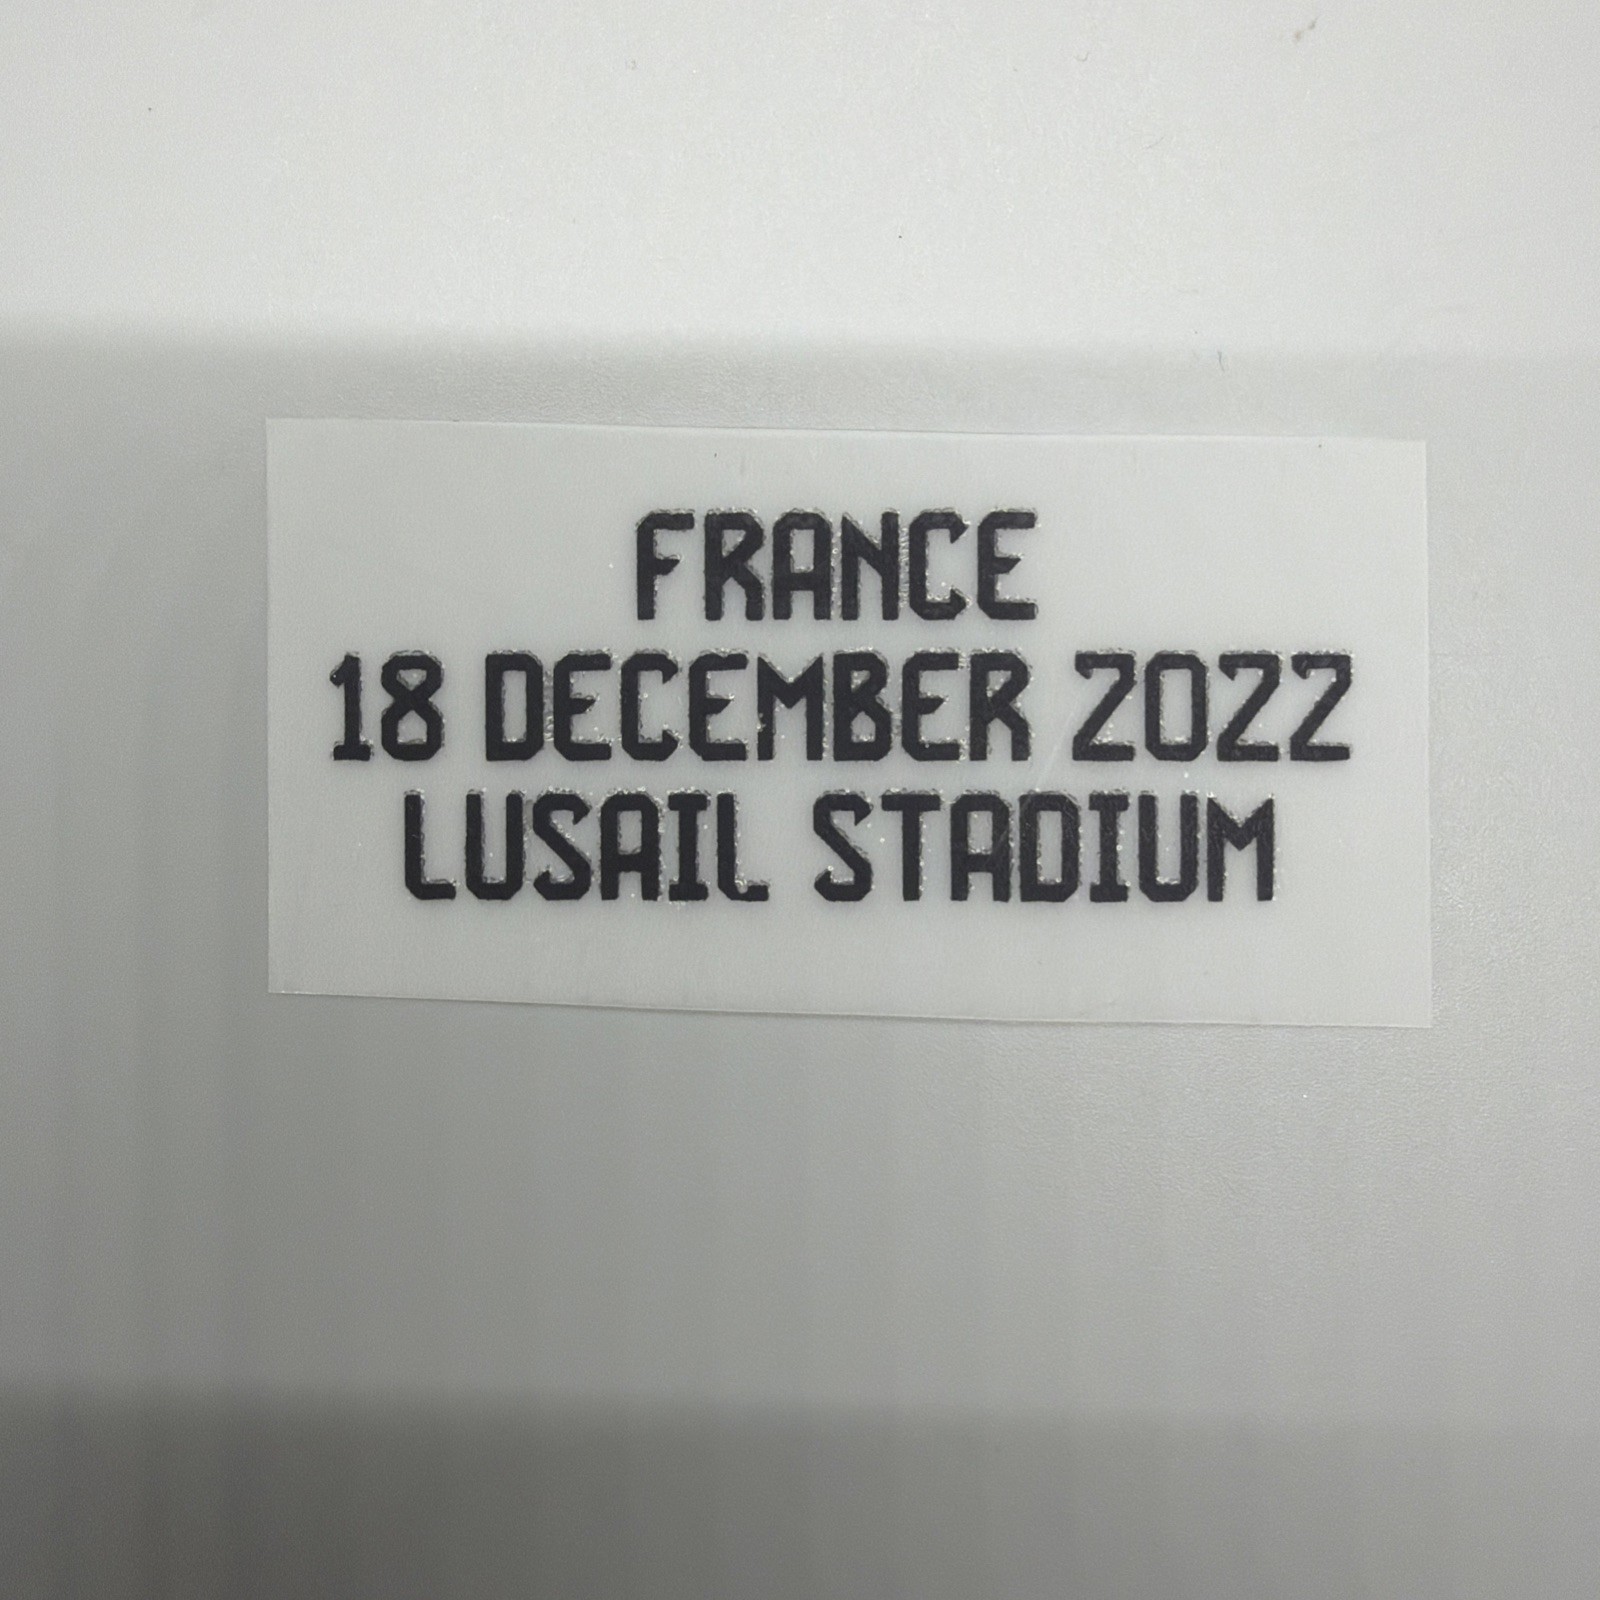 FRANCE
18 DECEMBER 2022
LUSAIL STADIUM